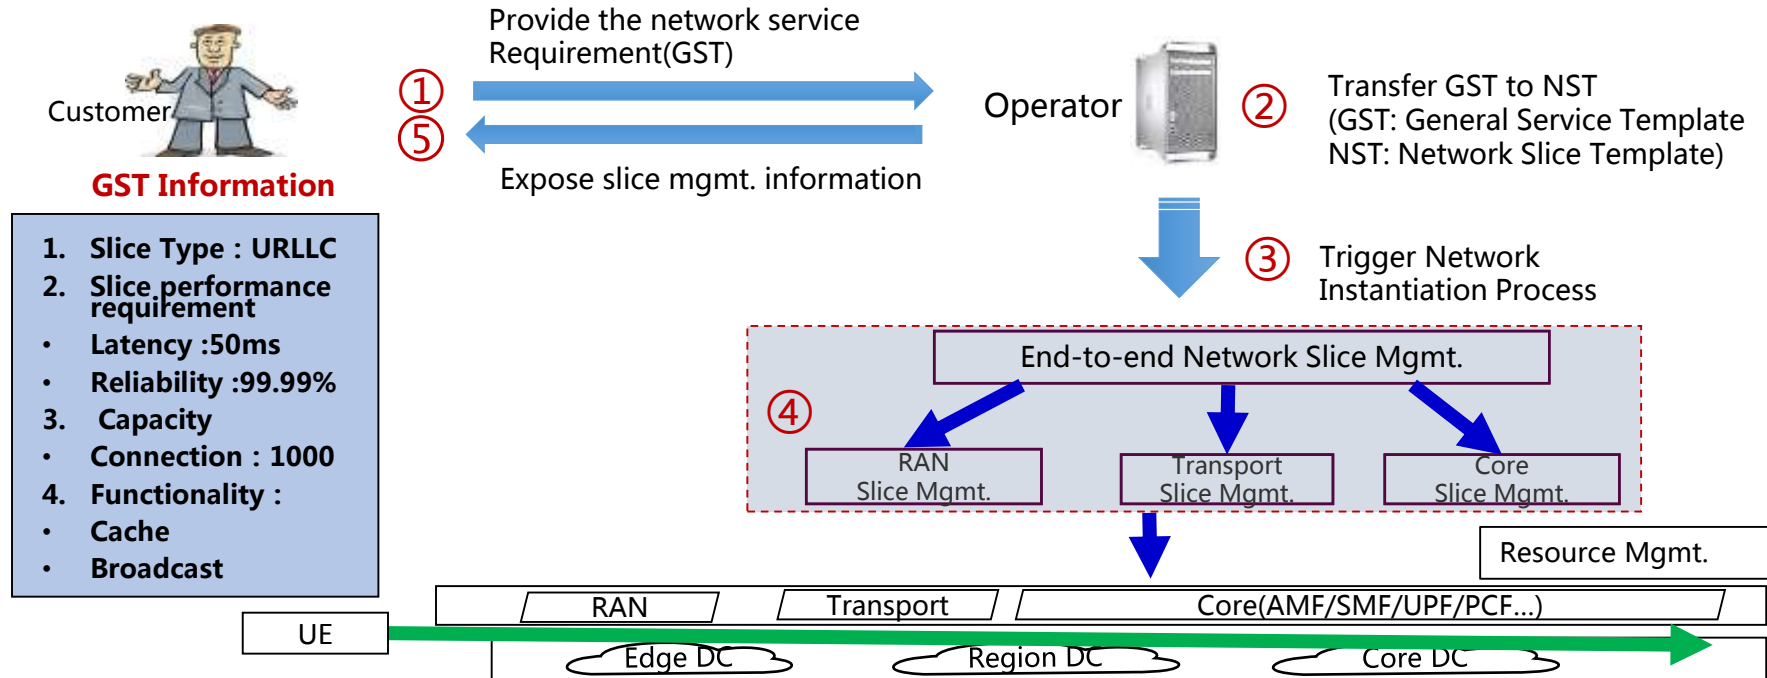 Provide the network service
Requirement(GST)
Customer
①
⑤
Operator
②
Transfer GST to NST
(GST: General Service Template
NST: Network Slice Template)
Expose slice mgmt. information
GST Information
1. Slice Type : URLLC
2. Slice performance
requirement
• Latency :50ms
• Reliability :99.99%
3. Capacity
• Connection : 1000
4. Functionality :
• Cache
• Broadcast
③
Trigger Network
Instantiation Process
End-to-end Network Slice Mgmt.
④
RAN
Slice Mgmt.
Transport
Slice Mgmt.
Core
Slice Mgmt.
Resource Mgmt.
RAN
Transport
Core(AMF/SMF/UPF/PCF...)
UE
Edge DC
Region DC
Core DC